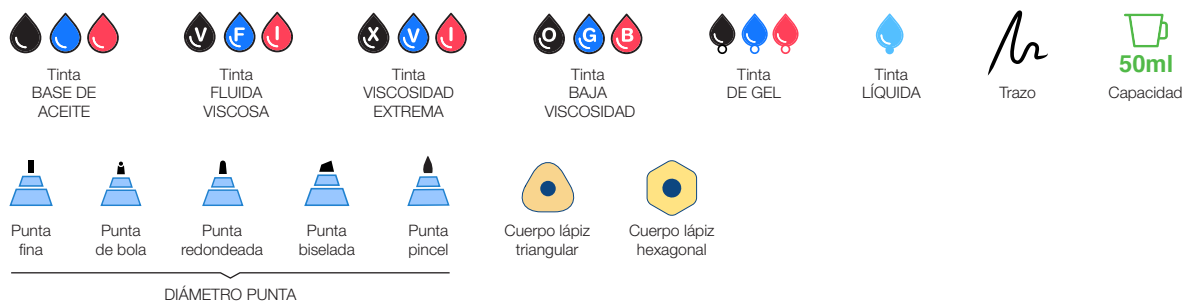 V F I
X V I
O G B
50ml
Tinta
BASE DE
ACEITE
Tinta
FLUIDA
VISCOSA
Tinta
VISCOSIDAD
EXTREMA
Tinta
BAJA
VISCOSIDAD
Tinta
DE GEL
Tinta
LÍQUIDA
Trazo
Capacidad
Punta
fina
Punta
de bola
Punta
redondeada
Punta
biselada
Punta
pincel
Cuerpo lápiz
triangular
Cuerpo lápiz
hexagonal
DIÁMETRO PUNTA